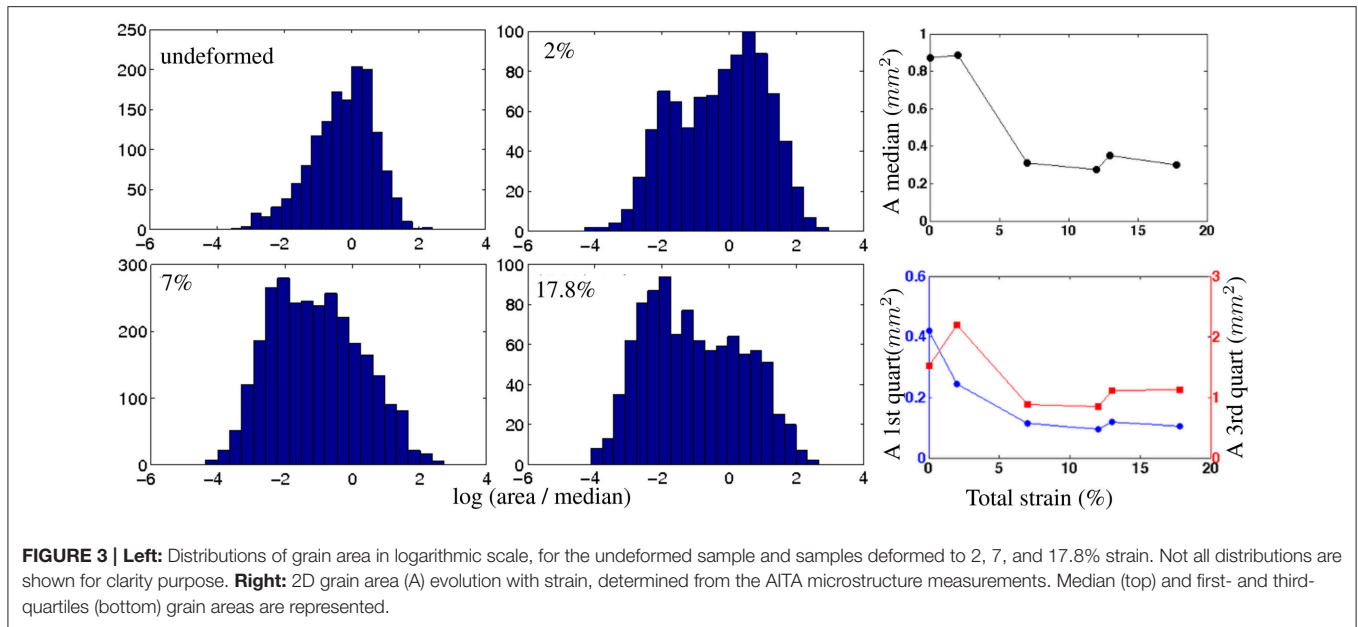 250
200
150
100
50
0
−6 −4 −2 0 2 4
undeformed
100
80
60
40
20
0
−6 −4 −2 0 2 4
2%
1
0.8
0.6
0.4
0.2
0
0 5 10 15 20
A median (mm²)
300
200
100
0
−6 −4 −2 0 2 4
7%
100
80
60
40
20
0
−6 −4 −2 0 2 4
17.8%
log (area / median)
0.6
0.4
0.2
0
A 1st quart(mm²)
3
2
1
0
A 3rd quart (mm²)
0 5 10 15 20
Total strain (%)
FIGURE 3 | Left: Distributions of grain area in logarithmic scale, for the undeformed sample and samples deformed to 2, 7, and 17.8% strain. Not all distributions are
shown for clarity purpose. Right: 2D grain area (A) evolution with strain, determined from the AITA microstructure measurements. Median (top) and first- and third-
quartiles (bottom) grain areas are represented.